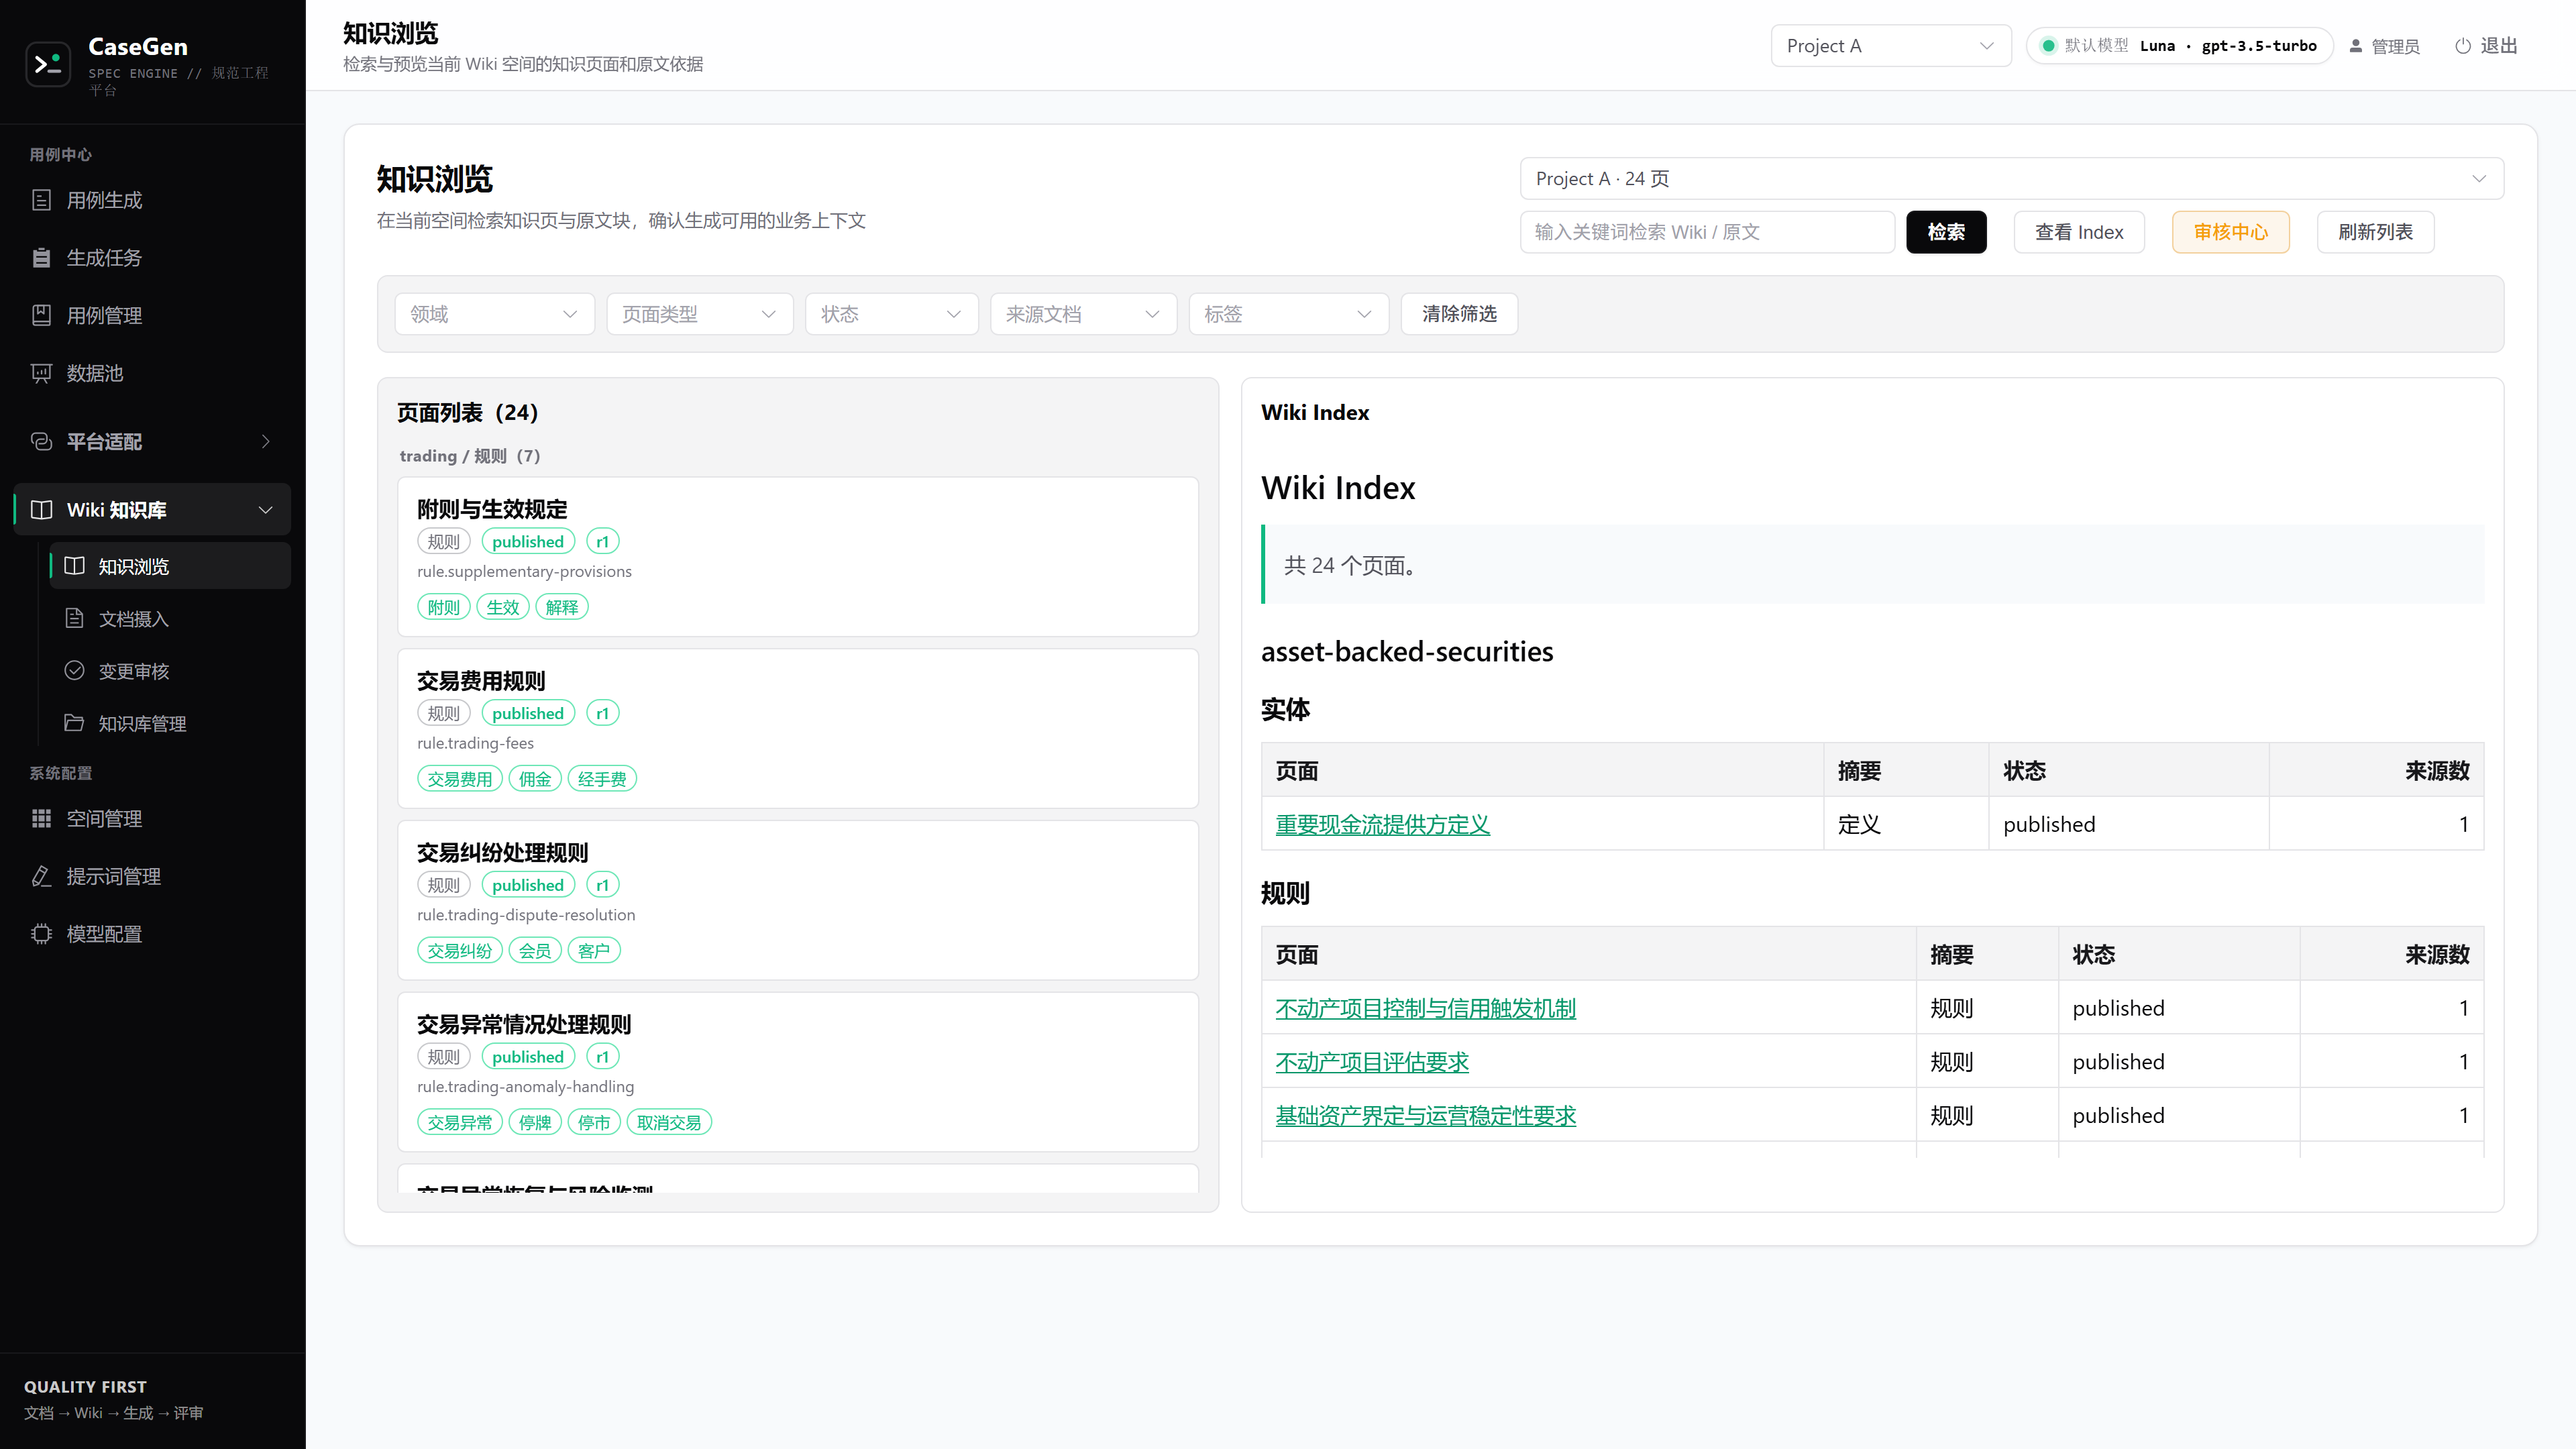 CaseGen
SPEC ENGINE // 规范工程
平台
用例中心
用例生成
生成任务
用例管理
数据池
平台适配
Wiki 知识库
知识浏览
文档摄入
变更审核
知识库管理
系统配置
空间管理
提示词管理
模型配置
QUALITY FIRST
文档 → Wiki → 生成 → 评审
知识浏览
检索与预览当前 Wiki 空间的知识页面和原文依据
Project A
默认模型 Luna · gpt-3.5-turbo
管理员
退出
知识浏览
在当前空间检索知识页与原文块，确认生成可用的业务上下文
Project A · 24 页
输入关键词检索 Wiki / 原文
检索
查看 Index
审核中心
刷新列表
领域
页面类型
状态
来源文档
标签
清除筛选
页面列表（24）
trading / 规则（7）
附则与生效规定
规则 published r1
rule.supplementary-provisions
附则 生效 解释
交易费用规则
规则 published r1
rule.trading-fees
交易费用 佣金 经手费
交易纠纷处理规则
规则 published r1
rule.trading-dispute-resolution
交易纠纷 会员 客户
交易异常情况处理规则
规则 published r1
rule.trading-anomaly-handling
交易异常 停牌 停市 取消交易
交易异常恢复与风险监测
Wiki Index
Wiki Index
共 24 个页面。
asset-backed-securities
实体
页面 摘要 状态 来源数
重要现金流提供方定义 定义 published 1
规则
页面 摘要 状态 来源数
不动产项目控制与信用触发机制 规则 published 1
不动产项目评估要求 规则 published 1
基础资产界定与运营稳定性要求 规则 published 1